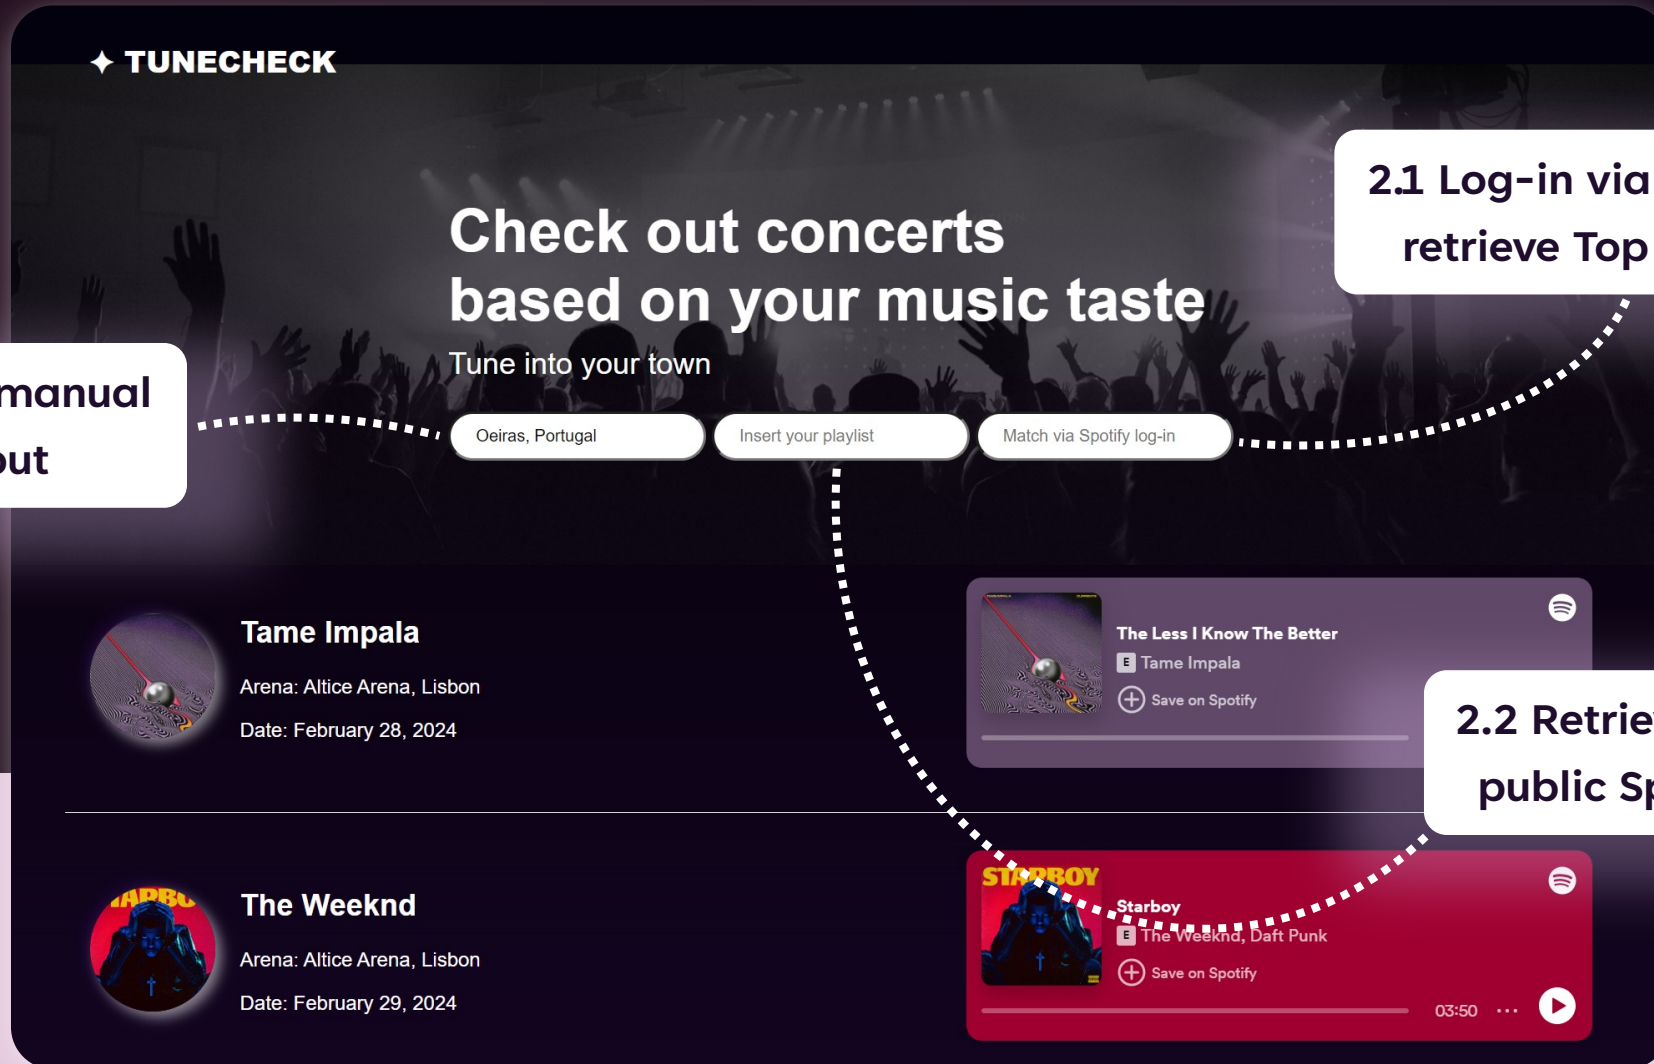 ✦ TUNECHECK
2.1 Log-in via
retrieve Top
Check out concerts
based on your music taste
Tune into your town
manual
Oeiras, Portugal
Insert your playlist
Match via Spotify log-in
Tame Impala
Arena: Altice Arena, Lisbon
Date: February 28, 2024
The Less I Know The Better
E Tame Impala
Save on Spotify
2.2
public
The Weeknd
Arena: Altice Arena, Lisbon
Date: February 29, 2024
STARBOY
Starboy
E The Weeknd, Daft Punk
Save on Spotify
03:50